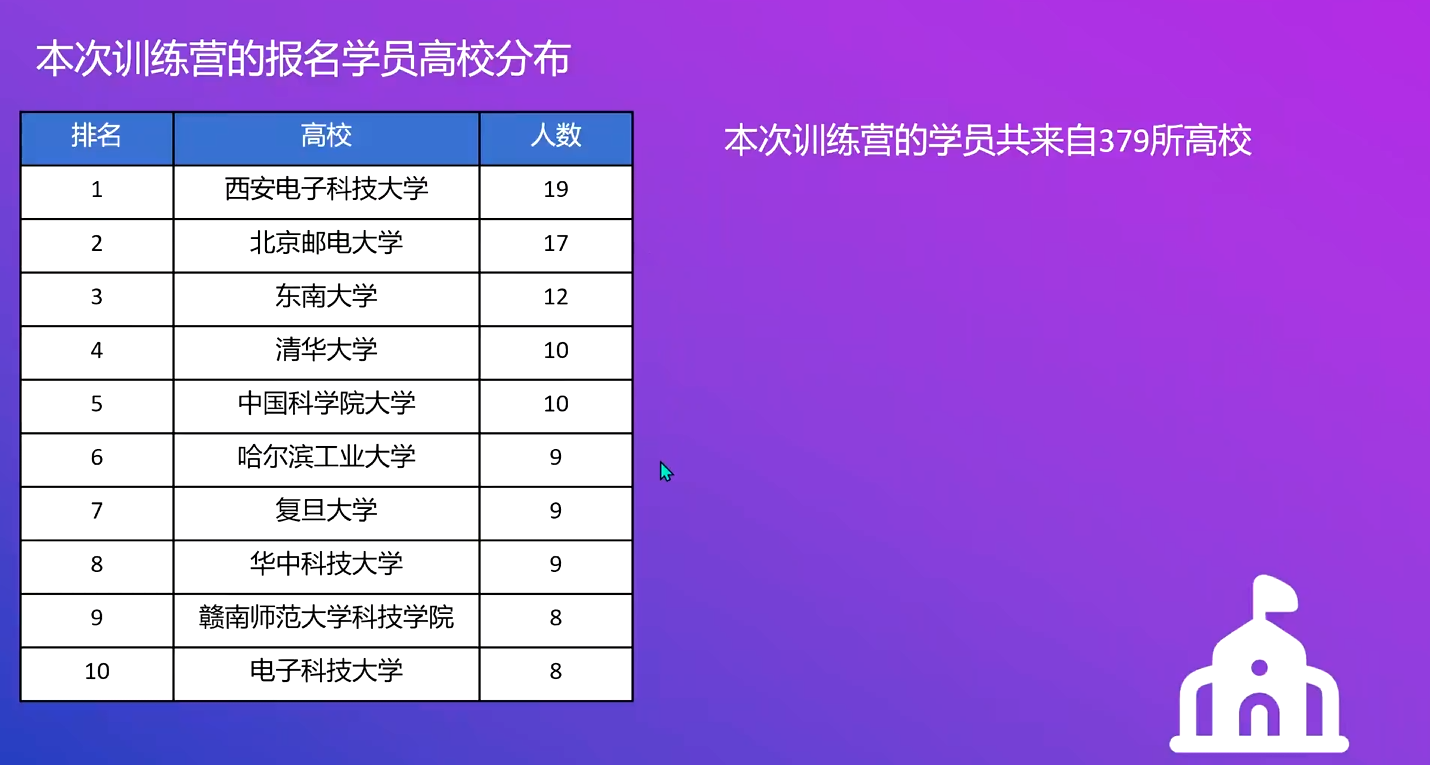 本次训练营的报名学员高校分布
排名 高校 人数
1 西安电子科技大学 19
2 北京邮电大学 17
3 东南大学 12
4 清华大学 10
5 中国科学院大学 10
6 哈尔滨工业大学 9
7 复旦大学 9
8 华中科技大学 9
9 赣南师范大学科技学院 8
10 电子科技大学 8
本次训练营的学员共来自379所高校